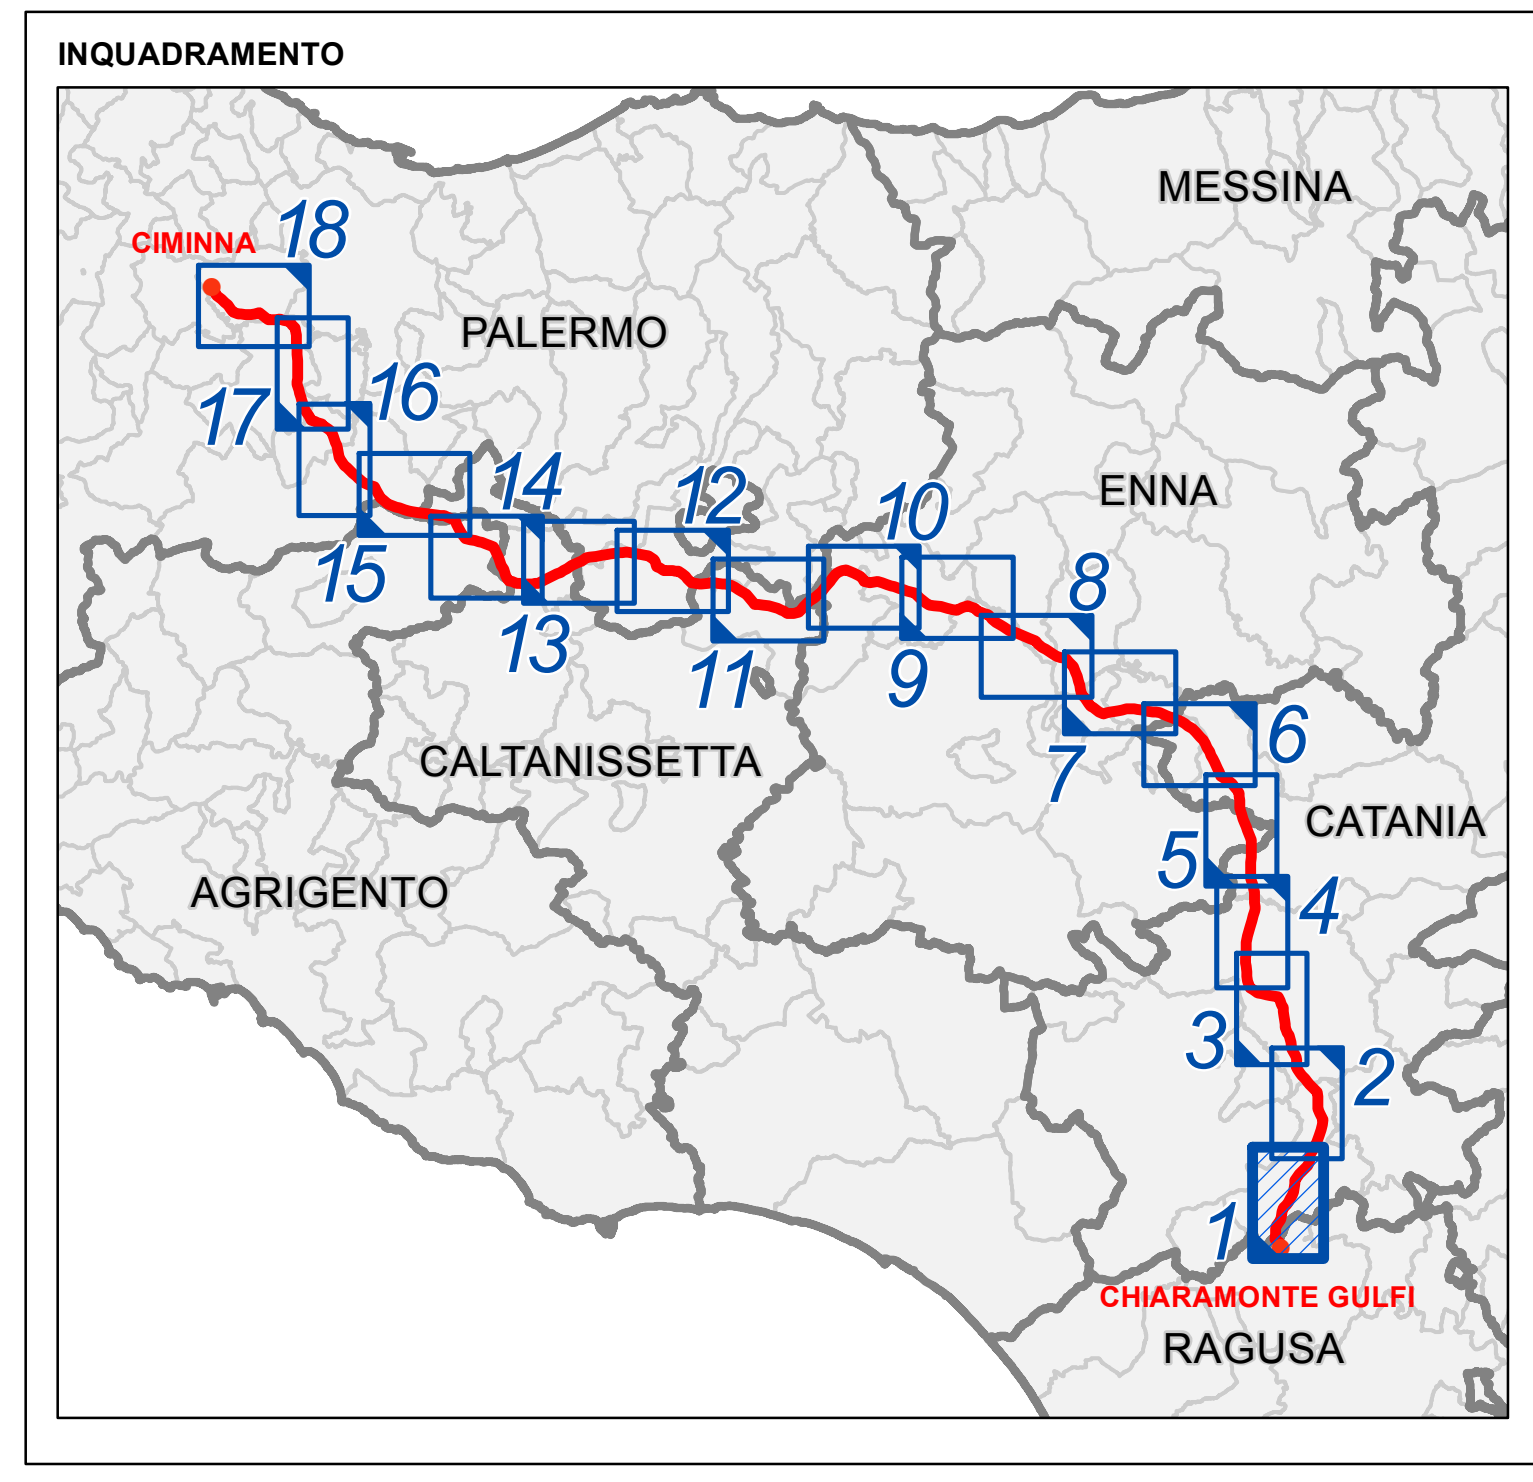 INQUADRAMENTO
MESSINA
18
CIMINNA
PALERMO
16
17
14
12
10
ENNA
15
13
11
9
8
7
6
CALTANISSETTA
CATANIA
5
4
AGRIGENTO
3
2
1
CHIARAMONTE GULFI
RAGUSA